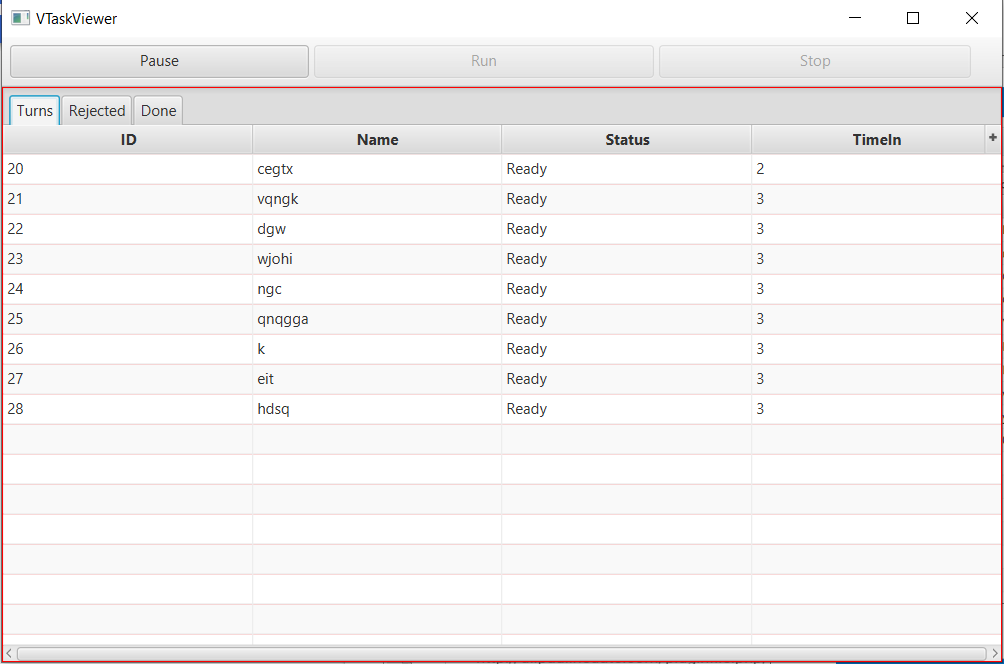 VTaskViewer
Pause Run Stop
Turns Rejected Done
ID Name Status TimeIn +
20 cegtx Ready 2
21 vqngk Ready 3
22 dgw Ready 3
23 wjohi Ready 3
24 ngc Ready 3
25 qnqgga Ready 3
26 k Ready 3
27 eit Ready 3
28 hdsq Ready 3